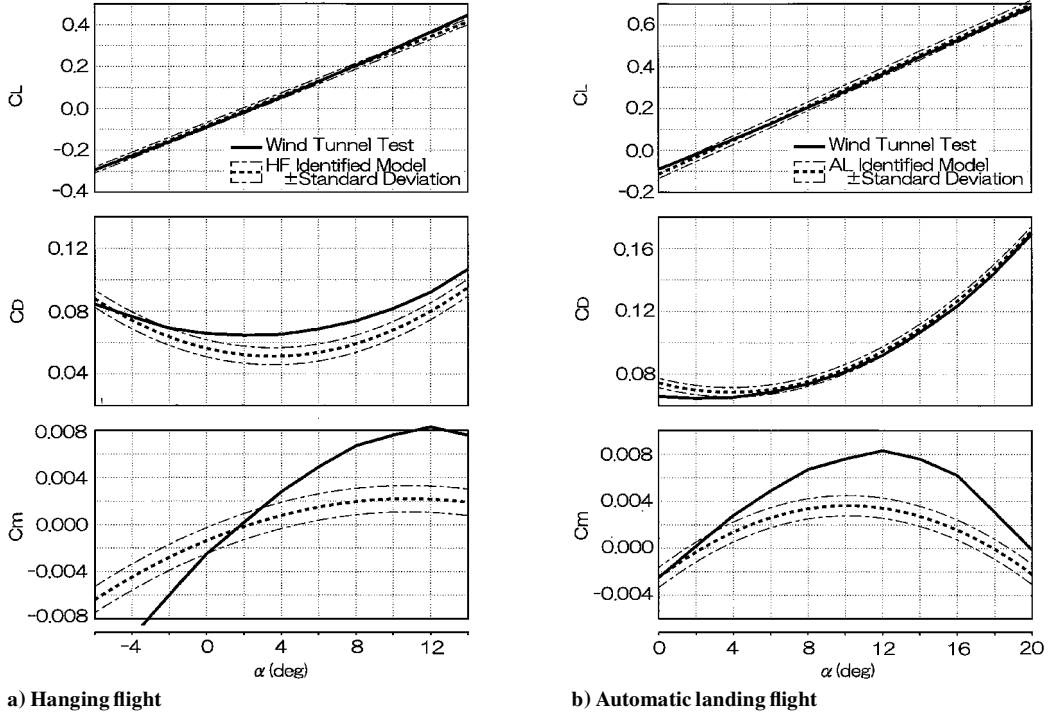 0.4
0.2
0.0
-0.2
-0.4
CL
Wind Tunnel Test
HF Identified Model
±Standard Deviation
0.12
0.08
0.04
CD
0.008
0.004
0.000
-0.004
-0.008
Cm
-4 0 4 8 12
α (deg)
a) Hanging flight
0.6
0.4
0.2
0.0
-0.2
CL
Wind Tunnel Test
AL Identified Model
±Standard Deviation
0.16
0.12
0.08
CD
0.008
0.004
0.000
-0.004
Cm
0 4 8 12 16 20
α (deg)
b) Automatic landing flight